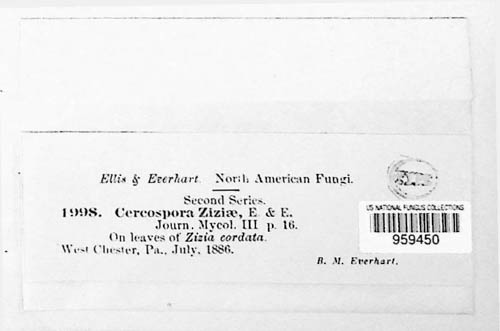 Ellis & Everhart. North American Fungi.
Second Series.
1998. Cercospora Ziziæ, E. & E.
Journ. Mycol. III p. 16.
On leaves of Zizia cordata.
West Chester, Pa., July, 1886.
B. M. Everhart.
US NATIONAL FUNGUS COLLECTIONS
959450